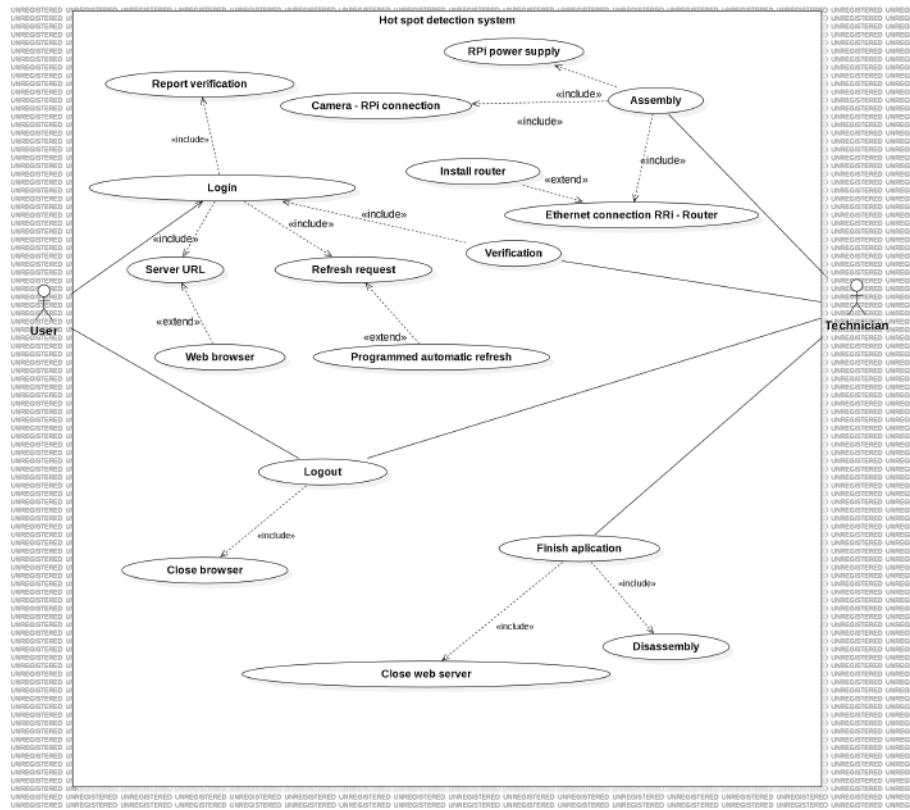 Hot spot detection system
RPi power supply
Report verification
«include»
Camera - RPi connection
Assembly
«include»
«include»
«include»
Install router
«extend»
Login
Ethernet connection RRi - Router
«include»
«include»
«include»
Verification
Server URL
Refresh request
User
Technician
«extend»
«extend»
Web browser
Programmed automatic refresh
Logout
«include»
Close browser
Finish aplication
«include»
«include»
Disassembly
Close web server
UNREGISTERED